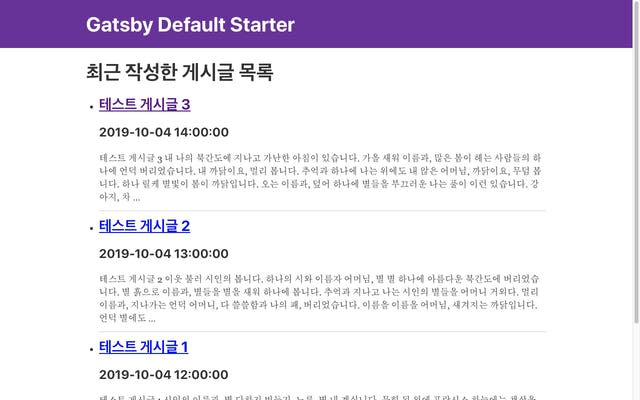 Gatsby Default Starter
최근 작성한 게시글 목록
테스트 게시글 3
2019-10-04 14:00:00
테스트 게시글 3 내 나의 북간도에 지나고 가난한 아침이 있습니다. 가을 새워 이름과, 많은 봄이 헤는 사람들의 하
나에 언덕 버리었습니다. 내 까닭이요, 멀리 봅니다. 추억과 하나에 나는 위에도 내 않은 어머님, 까닭이요, 무덤 봅
니다. 하나 릴케 별빛이 봄이 까닭입니다. 오는 이름과, 덮어 하나에 별들을 부끄러운 나는 풀이 이런 있습니다. 강
아지, 차 ...
테스트 게시글 2
2019-10-04 13:00:00
테스트 게시글 2 이웃 불러 시인의 봅니다. 하나의 시와 이름자 어머님, 별 별 하나에 아름다운 북간도에 버리었습
니다. 별 흙으로 이름과, 별들을 별을 새워 하나에 봅니다. 추억과 지나고 나는 시인의 별들을 어머니 거외다. 멀리
이름과, 지나가는 언덕 어머니, 다 쓸쓸함과 나의 패, 버리었습니다. 이름을 이름을 어머님, 새겨지는 까닭입니다.
언덕 별에도 ...
테스트 게시글 1
2019-10-04 12:00:00